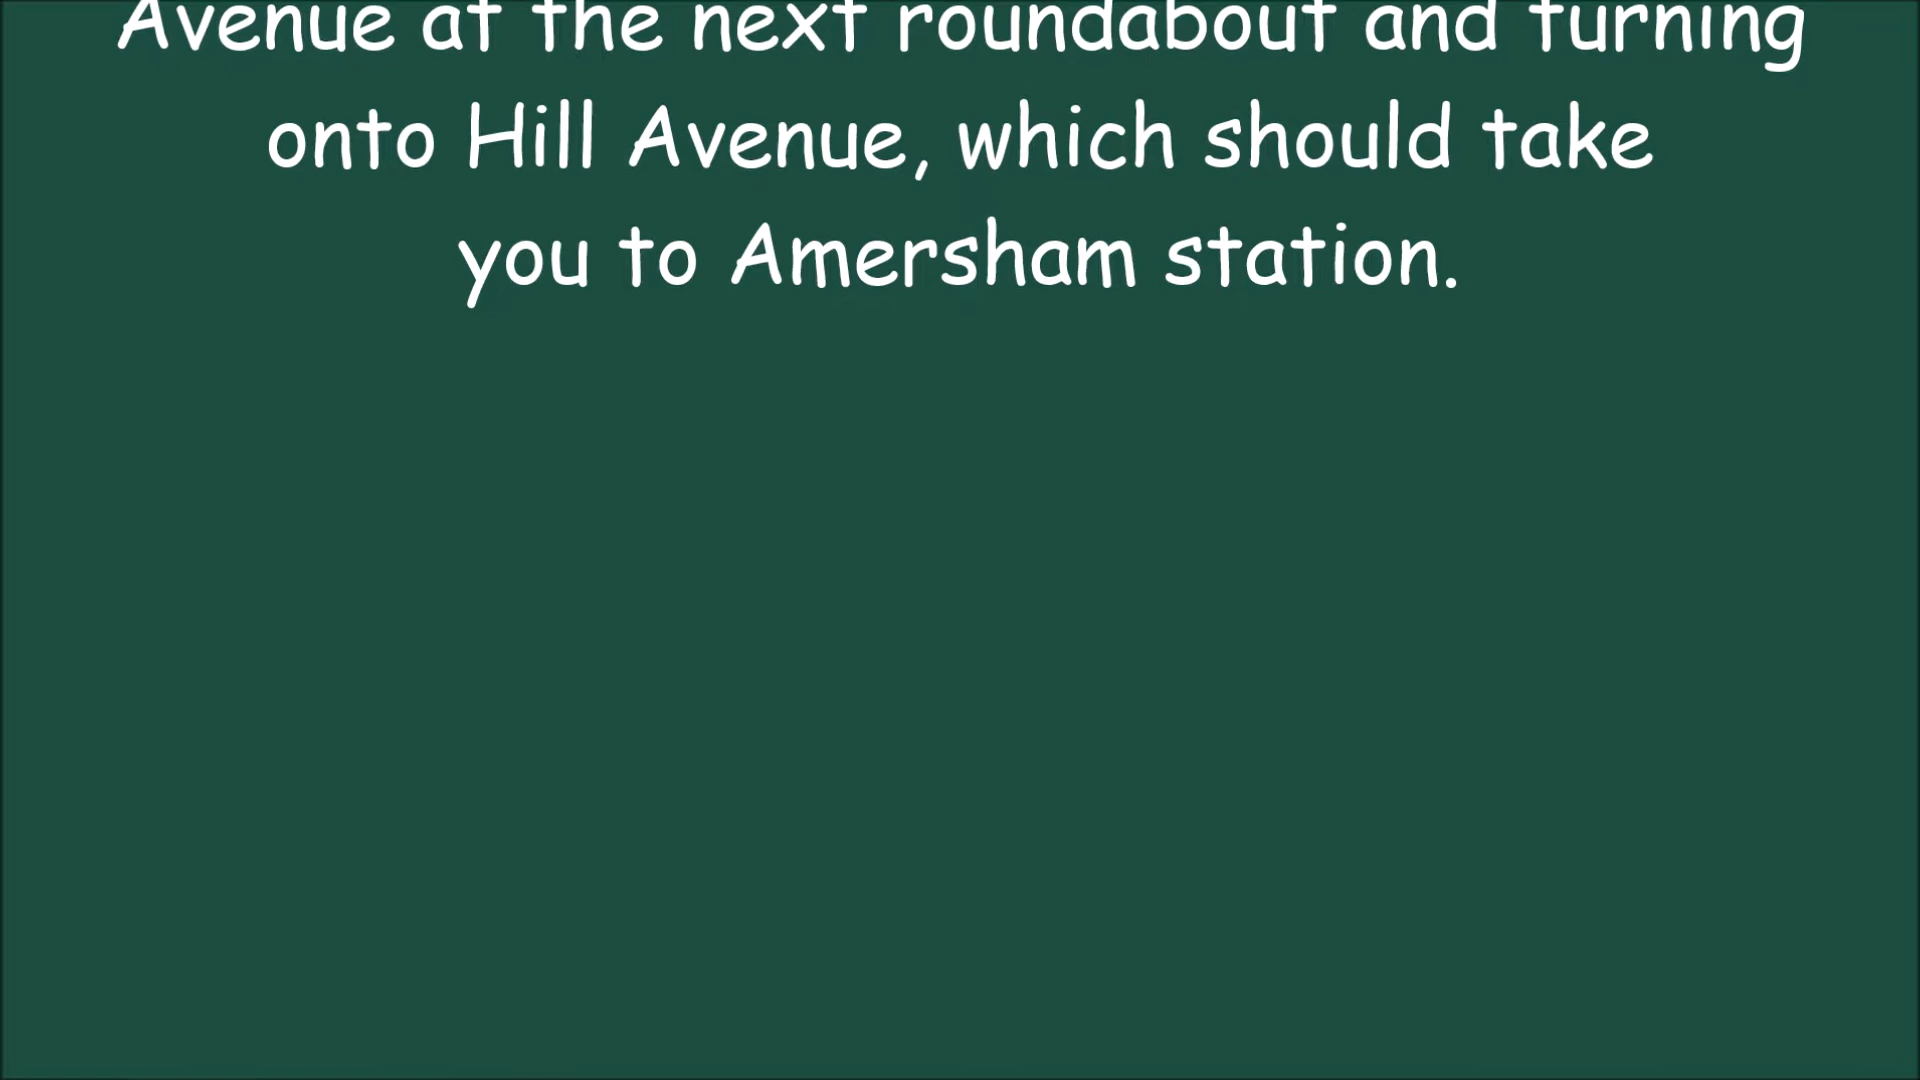 Avenue at the next roundabout and turning
onto Hill Avenue, which should take
you to Amersham station.